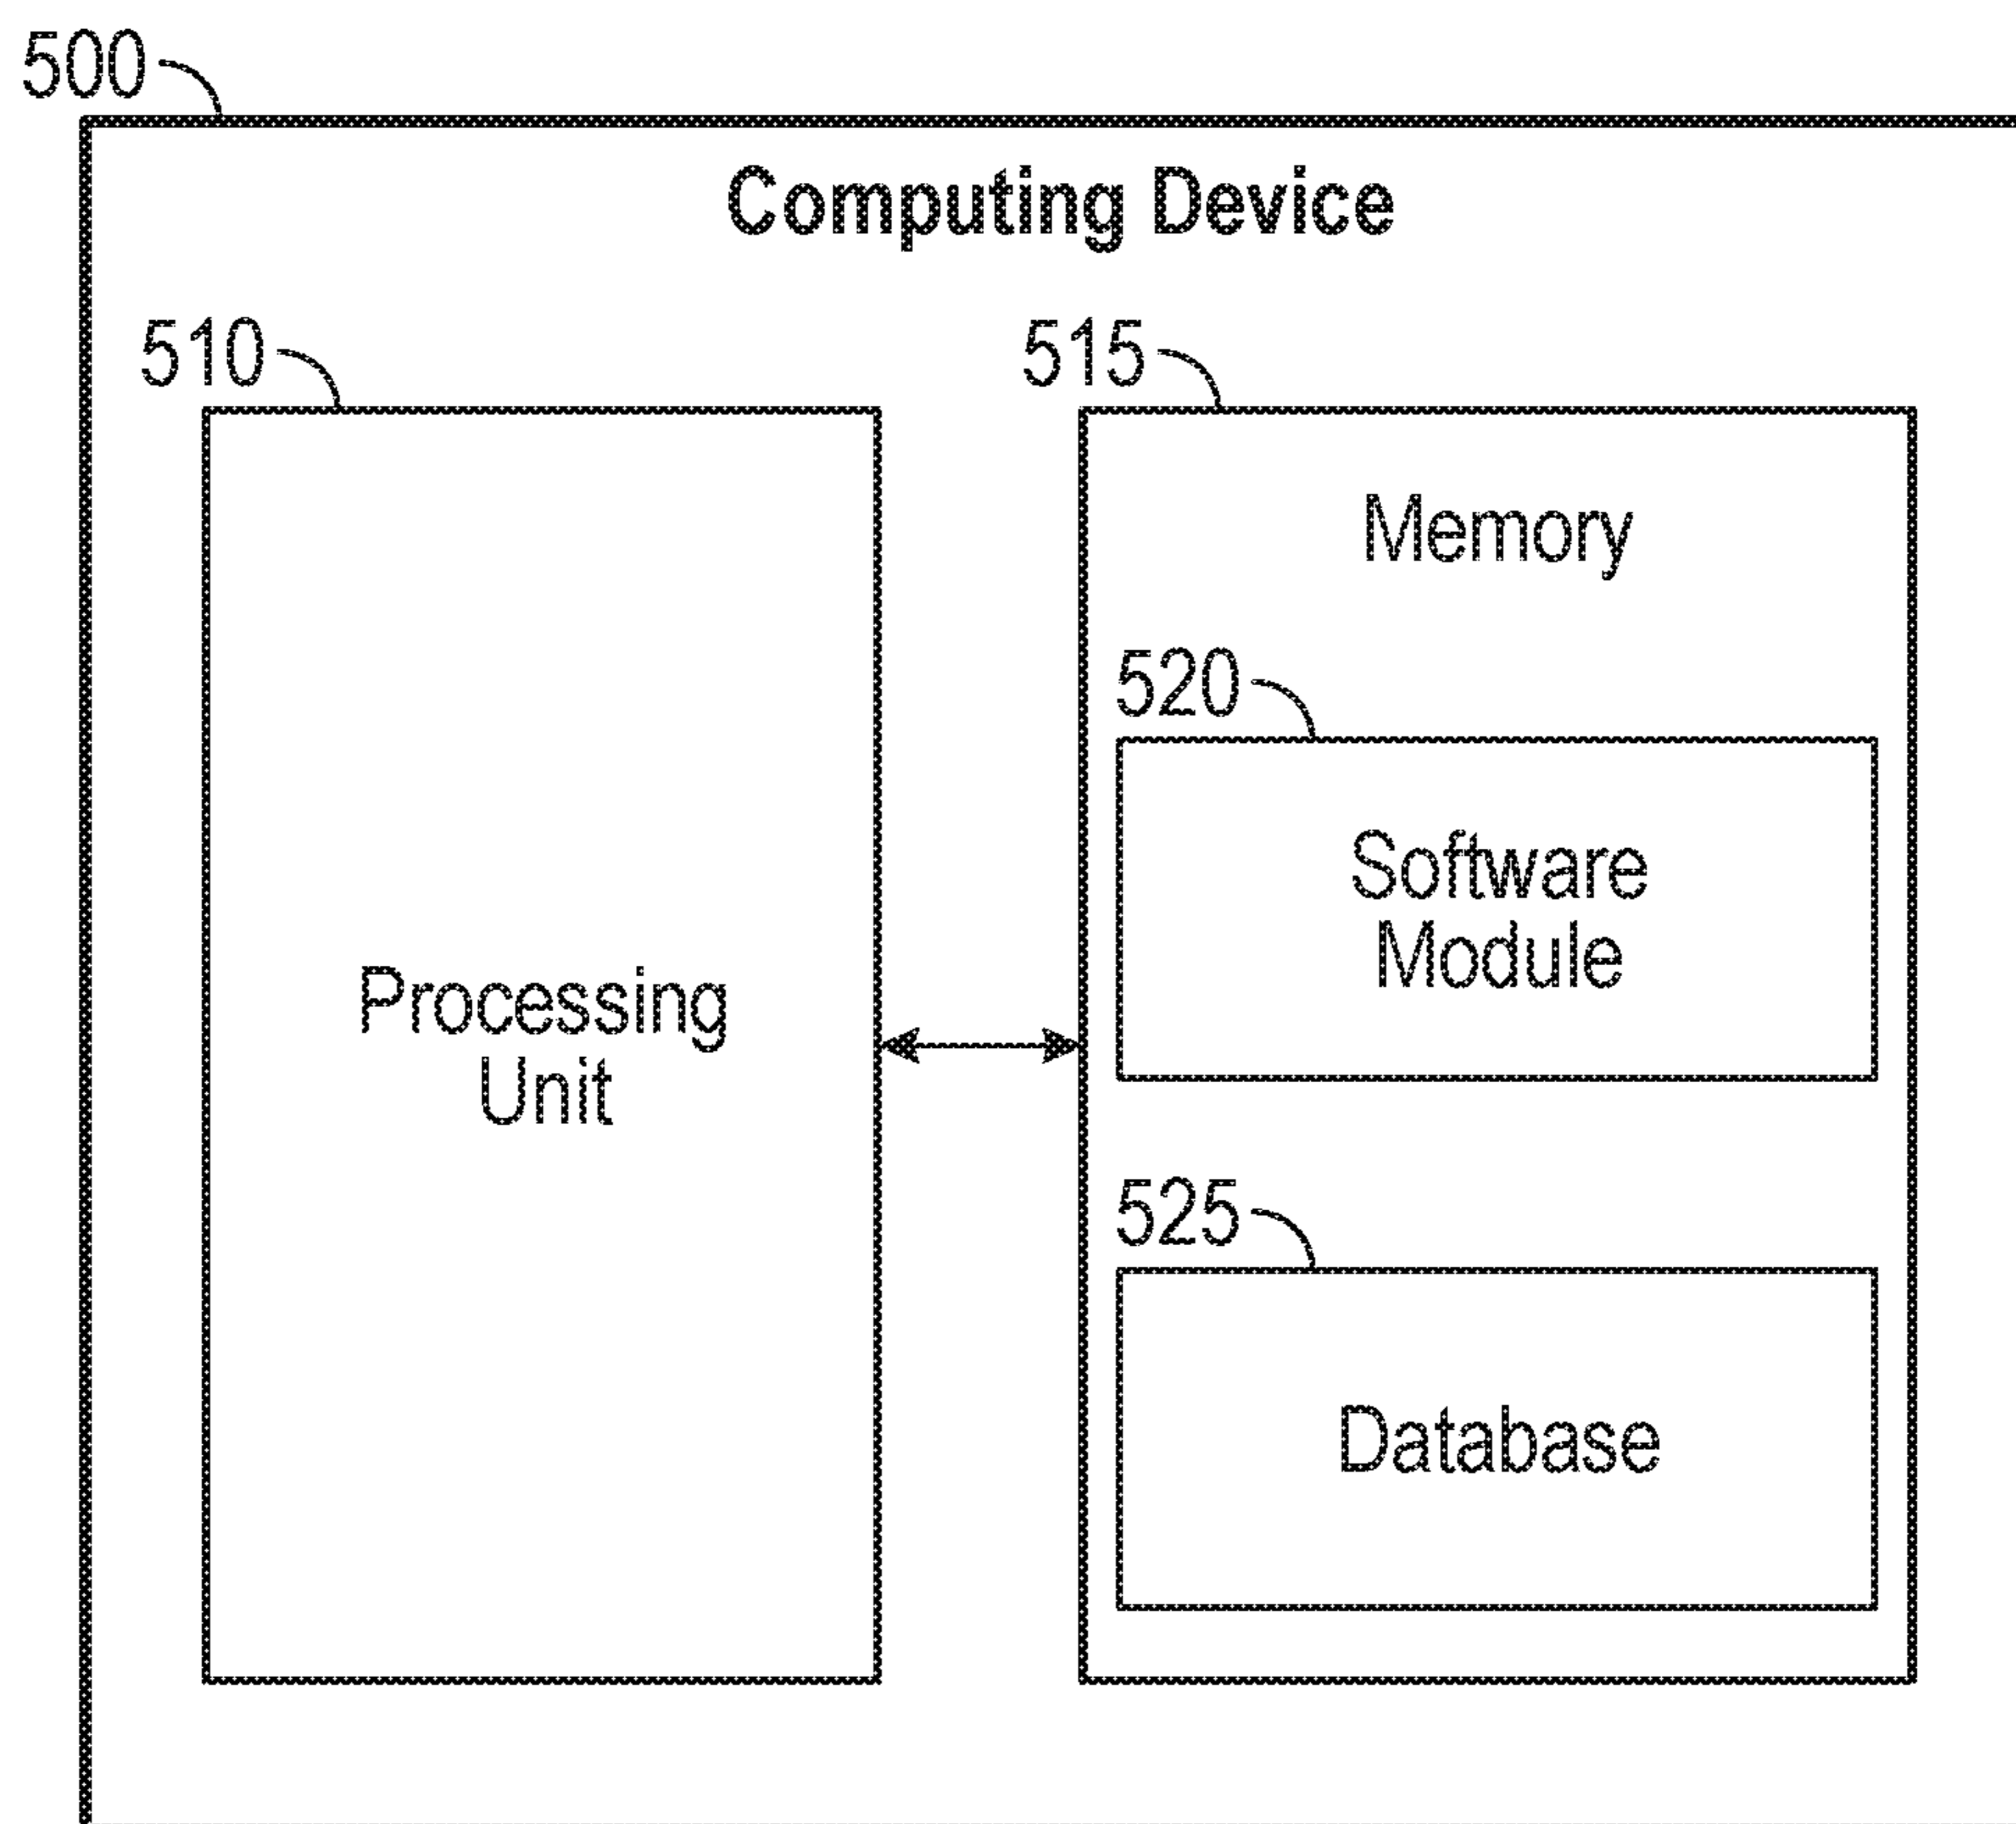 500
Computing Device
510
515
Memory
520
Software
Module
Processing
Unit
525
Database